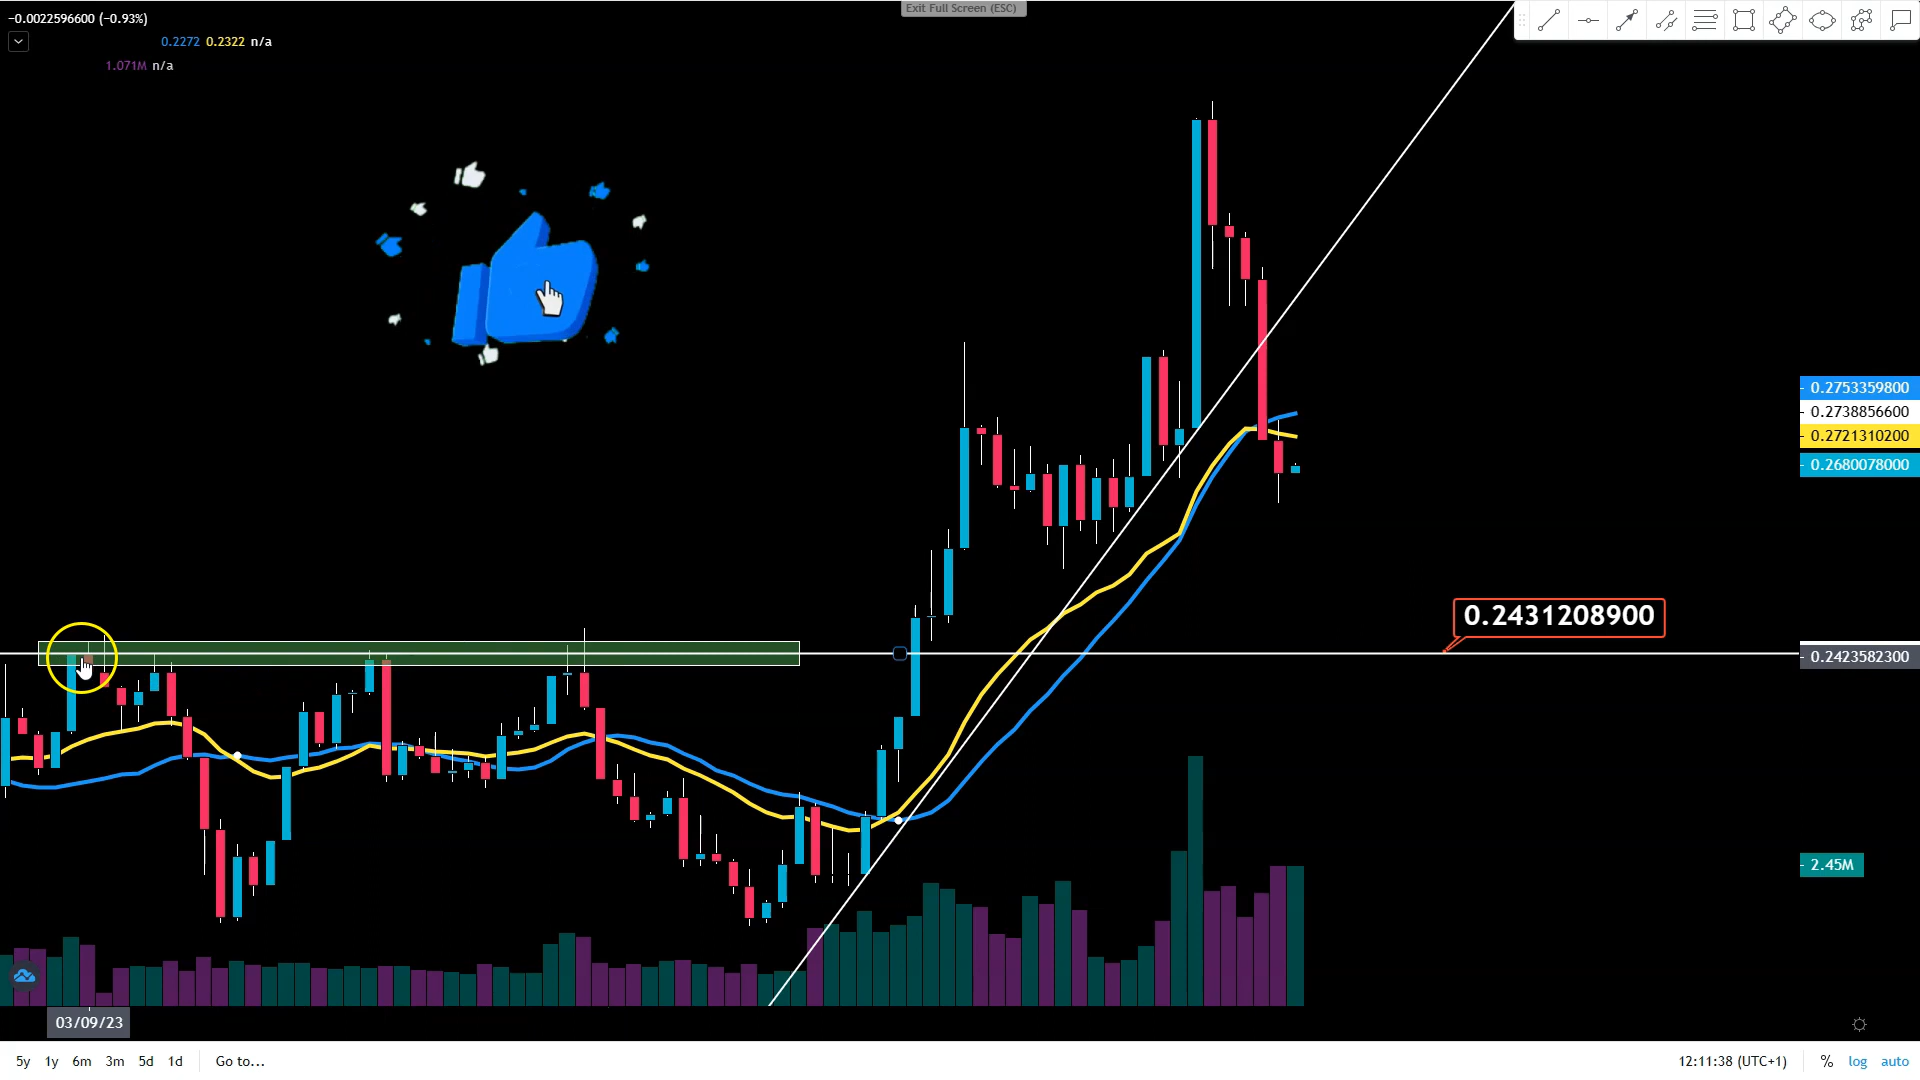 Exit Full Screen (ESC)
−0.0022596600 (−0.93%)
0.2272 0.2322 n/a
1.071M n/a
0.2753359800
0.2738856600
0.2721310200
0.2680078000
0.2431208900
0.2423582300
2.45M
03/09/23
5y 1y 6m 3m 5d 1d Go to... 12:11:38 (UTC+1) % log auto